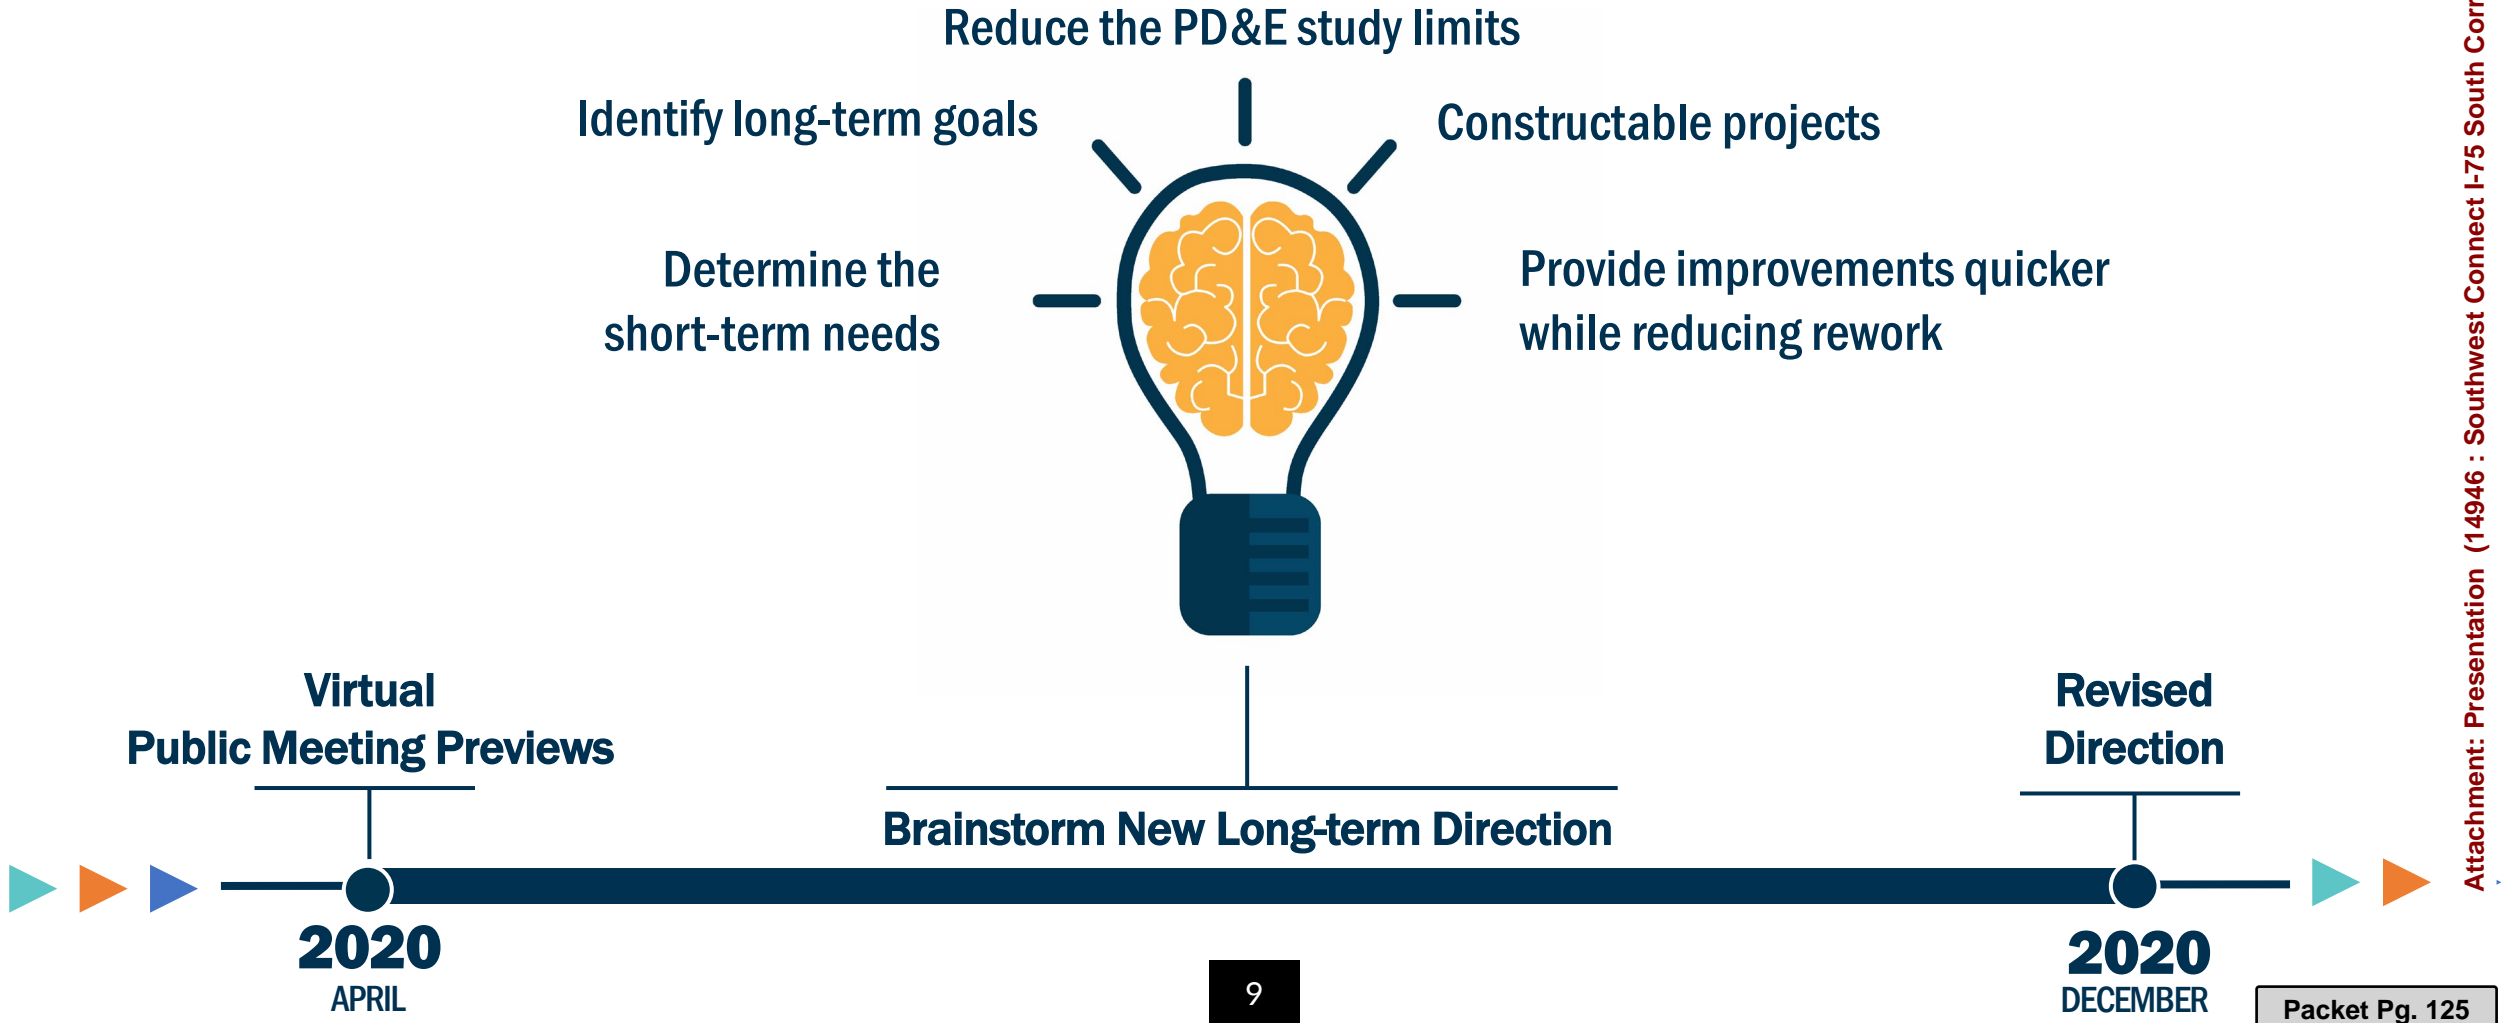 Reduce the PD&E study limits
Identify long-term goals
Constructable projects
Determine the
short-term needs
Provide improvements quicker
while reducing rework
Virtual
Public Meeting Previews
Brainstorm New Long-term Direction
Revised
Direction
2020
APRIL
2020
DECEMBER
9
Packet Pg. 125
Attachment: Presentation (14946 : Southwest Connect I-75 South